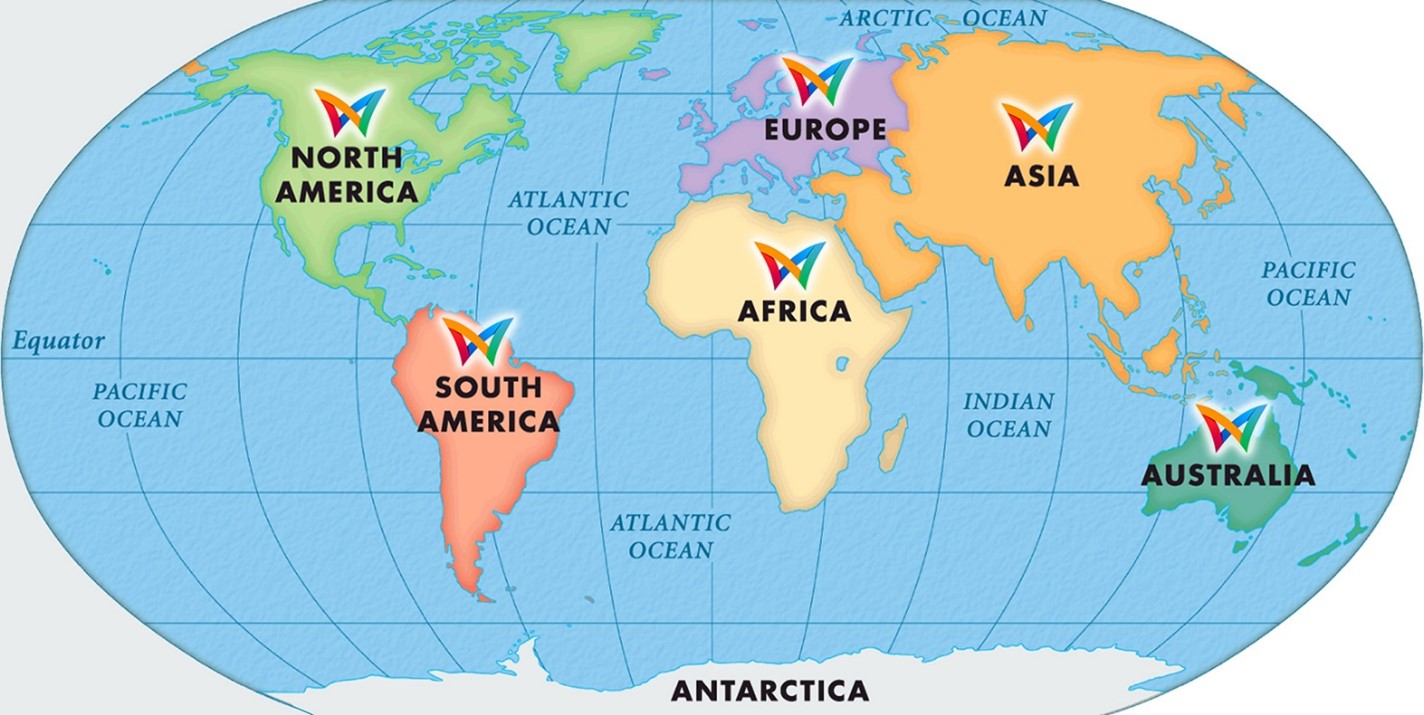 ARCTIC OCEAN
EUROPE
NORTH
AMERICA
ASIA
ATLANTIC
OCEAN
PACIFIC
OCEAN
AFRICA
Equator
SOUTH
AMERICA
PACIFIC
OCEAN
INDIAN
OCEAN
AUSTRALIA
ATLANTIC
OCEAN
ANTARCTICA